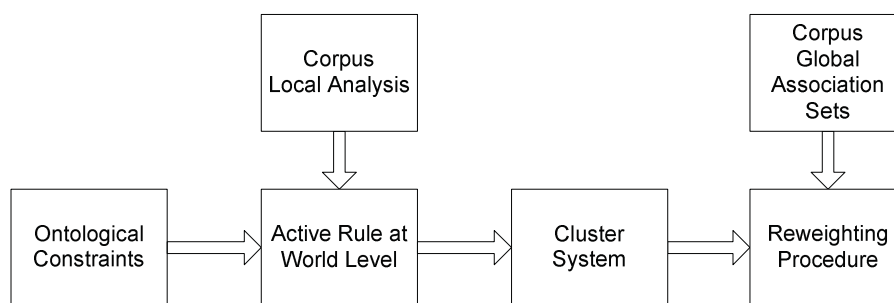 Corpus
Local Analysis
Corpus
Global
Association
Sets
Ontological
Constraints
Active Rule at
World Level
Cluster
System
Reweighting
Procedure